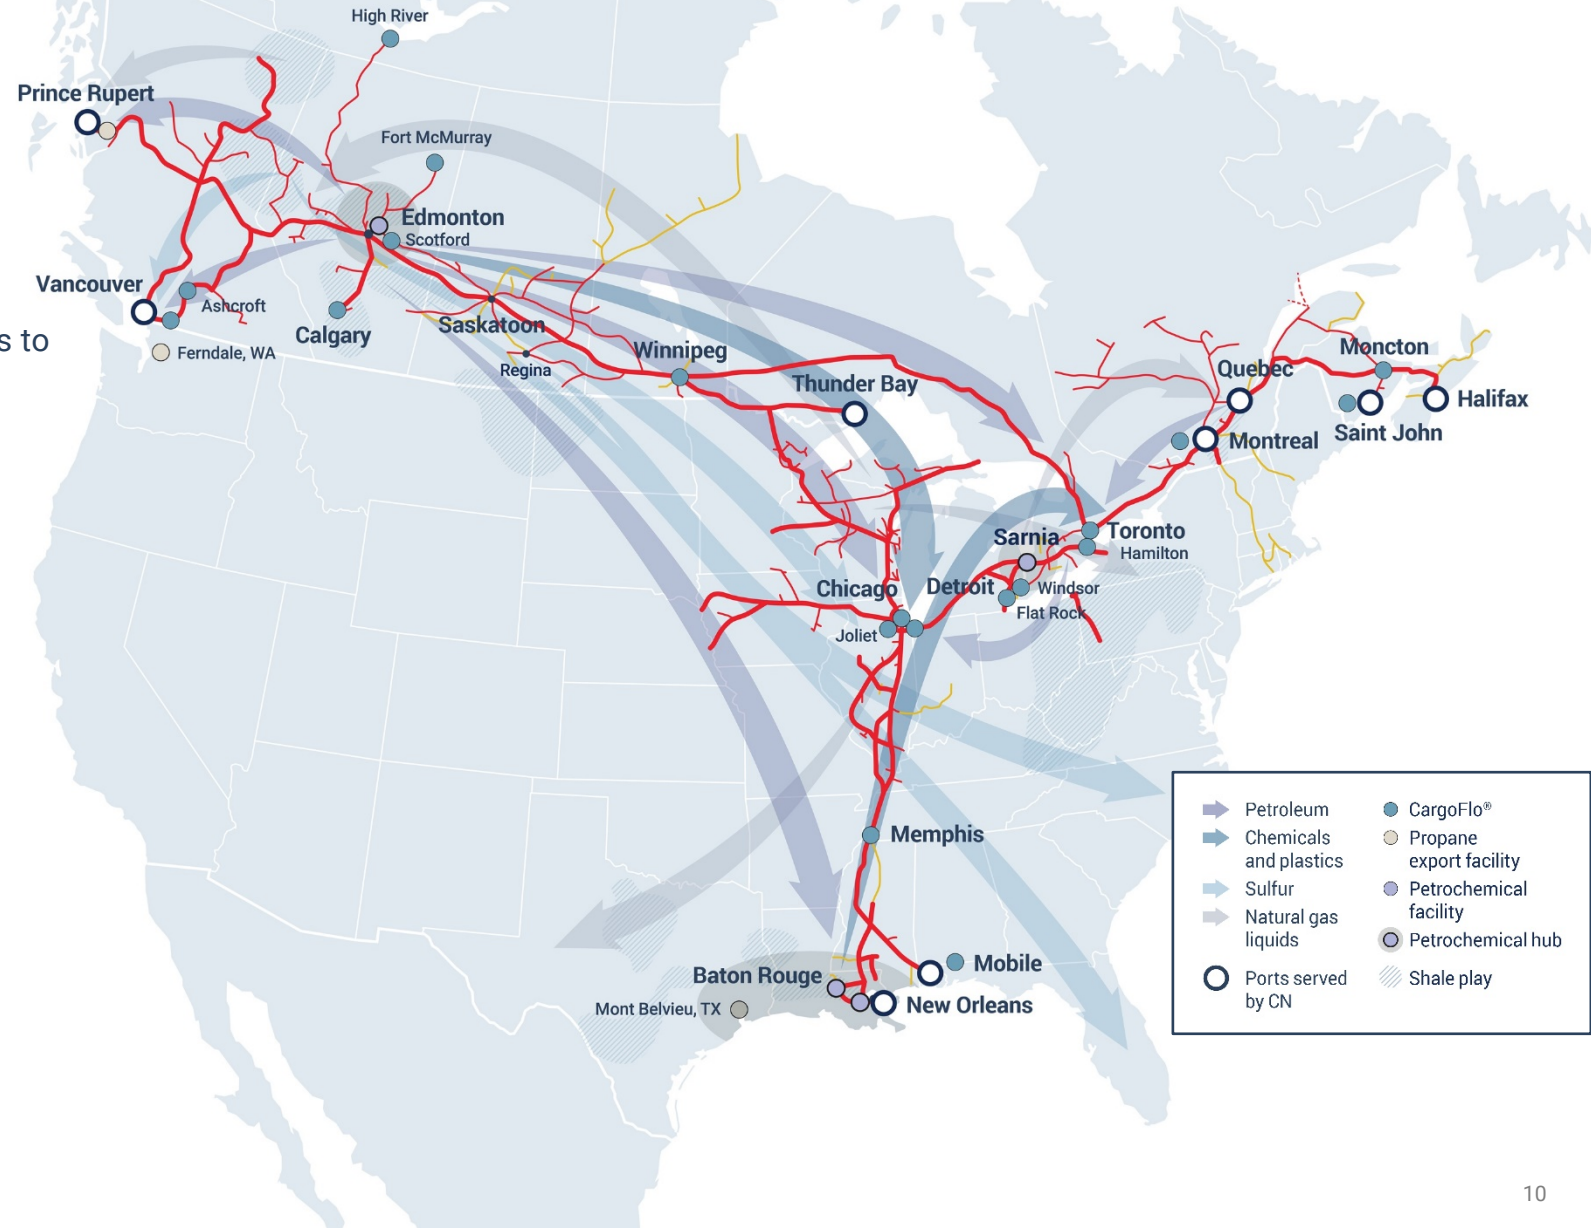 High River
Prince Rupert
Fort McMurray
Edmonton
Scotford
Vancouver
Ashcroft
s to
Calgary
Ferndale, WA
Saskatoon
Regina
Winnipeg
Thunder Bay
Quebec
Moncton
Halifax
Saint John
Montreal
Toronto
Hamilton
Sarnia
Chicago
Detroit
Windsor
Flat Rock
Joliet
Memphis
Baton Rouge
Mobile
Mont Belvieu, TX
New Orleans
Petroleum
Chemicals
and plastics
Sulfur
Natural gas
liquids
Ports served
by CN
CargoFlo®
Propane
export facility
Petrochemical
facility
Petrochemical hub
Shale play
10